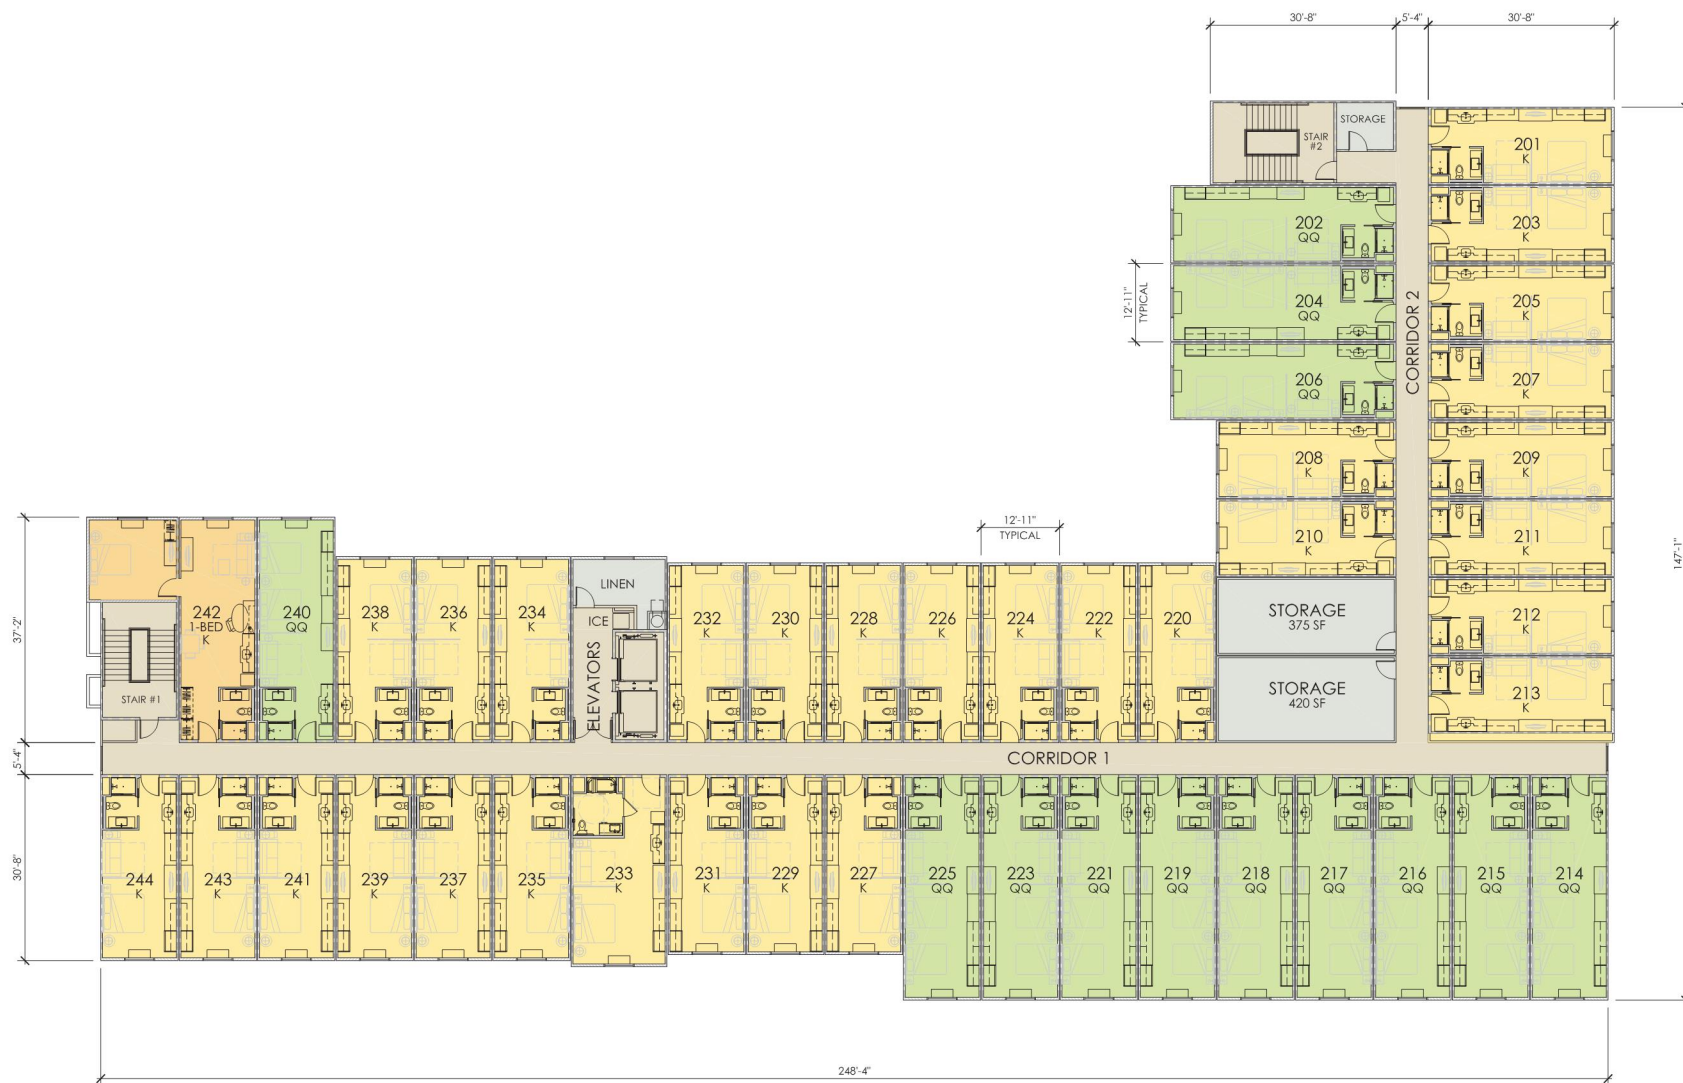 30'-8"
5'-4"
30'-8"
STAIR
#2
STORAGE
201
K
202
QQ
203
K
12'-11"
TYPICAL
204
QQ
205
K
CORRIDOR 2
206
QQ
207
K
208
K
209
K
210
K
211
K
147'-1"
12'-11"
TYPICAL
37'-2"
242
1-BED
K
240
QQ
238
K
236
K
234
K
LINEN
ICE
ELEVATORS
232
K
230
K
228
K
226
K
224
K
222
K
220
K
STORAGE
375 SF
212
K
STAIR #1
STORAGE
420 SF
213
K
5'-4"
CORRIDOR 1
30'-8"
244
K
243
K
241
K
239
K
237
K
235
K
233
K
231
K
229
K
227
K
225
QQ
223
QQ
221
QQ
219
QQ
218
QQ
217
QQ
216
QQ
215
QQ
214
QQ
248'-4"